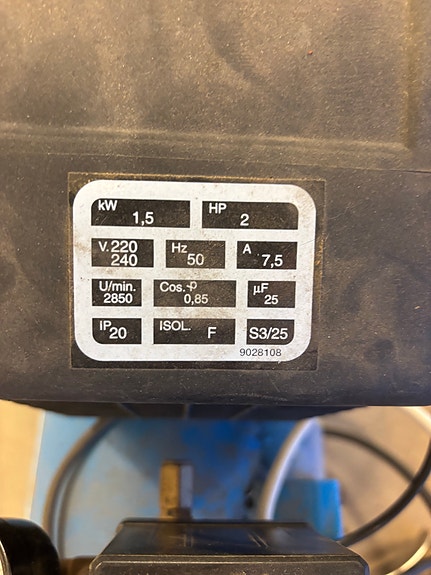 kW 1,5 HP 2
V. 220 Hz 50 A 7,5
240
U/min. 2850 Cos. φ 0,85 µF 25
IP 20 ISOL. F S3/25
9028108